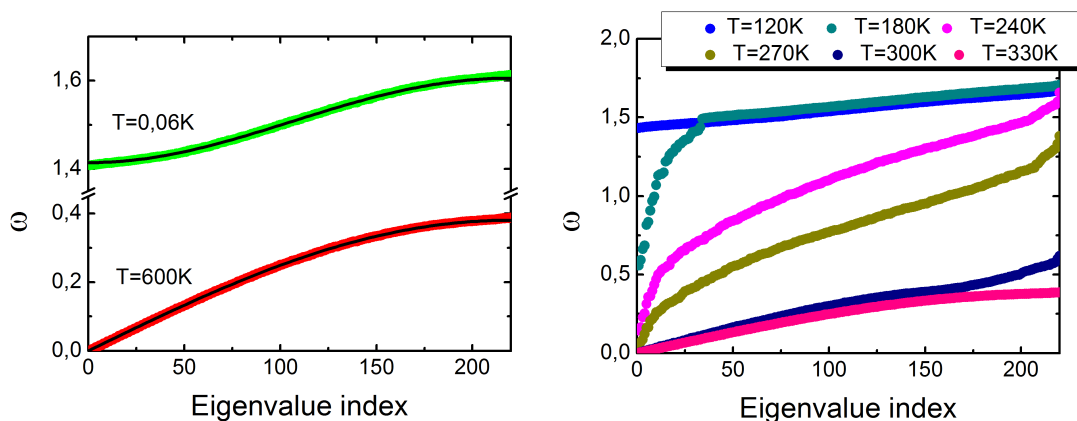 1,6
1,4
0.4
0.2
0,0
ω
T=0,06K
T=600K
0
50
100
150
200
Eigenvalue index
T=120K T=180K T=240K
T=270K T=300K T=330K
2,0
1.5
1.0
0.5
0.0
ω
0
50
100
150
200
Eigenvalue index